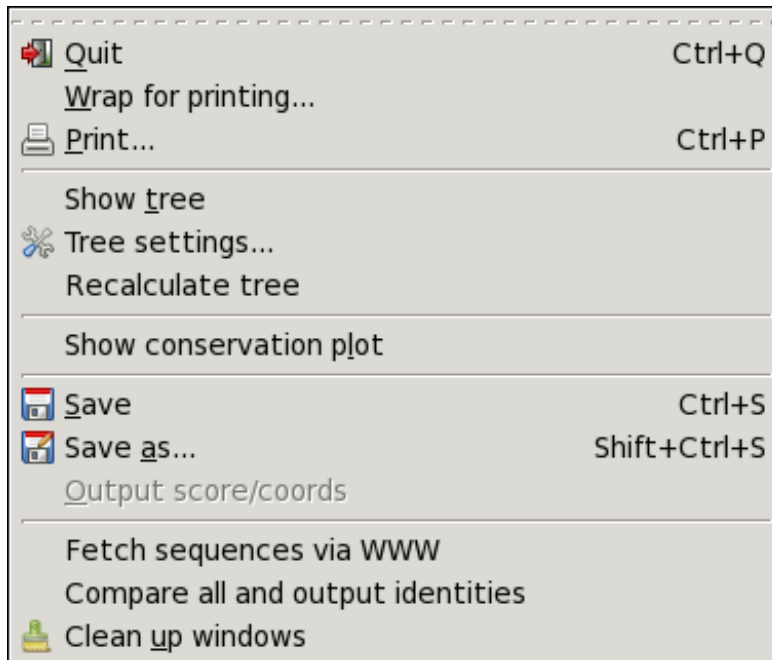 Quit Ctrl+Q
Wrap for printing...
Print... Ctrl+P
Show tree
Tree settings...
Recalculate tree
Show conservation plot
Save Ctrl+S
Save as... Shift+Ctrl+S
Output score/coords
Fetch sequences via WWW
Compare all and output identities
Clean up windows